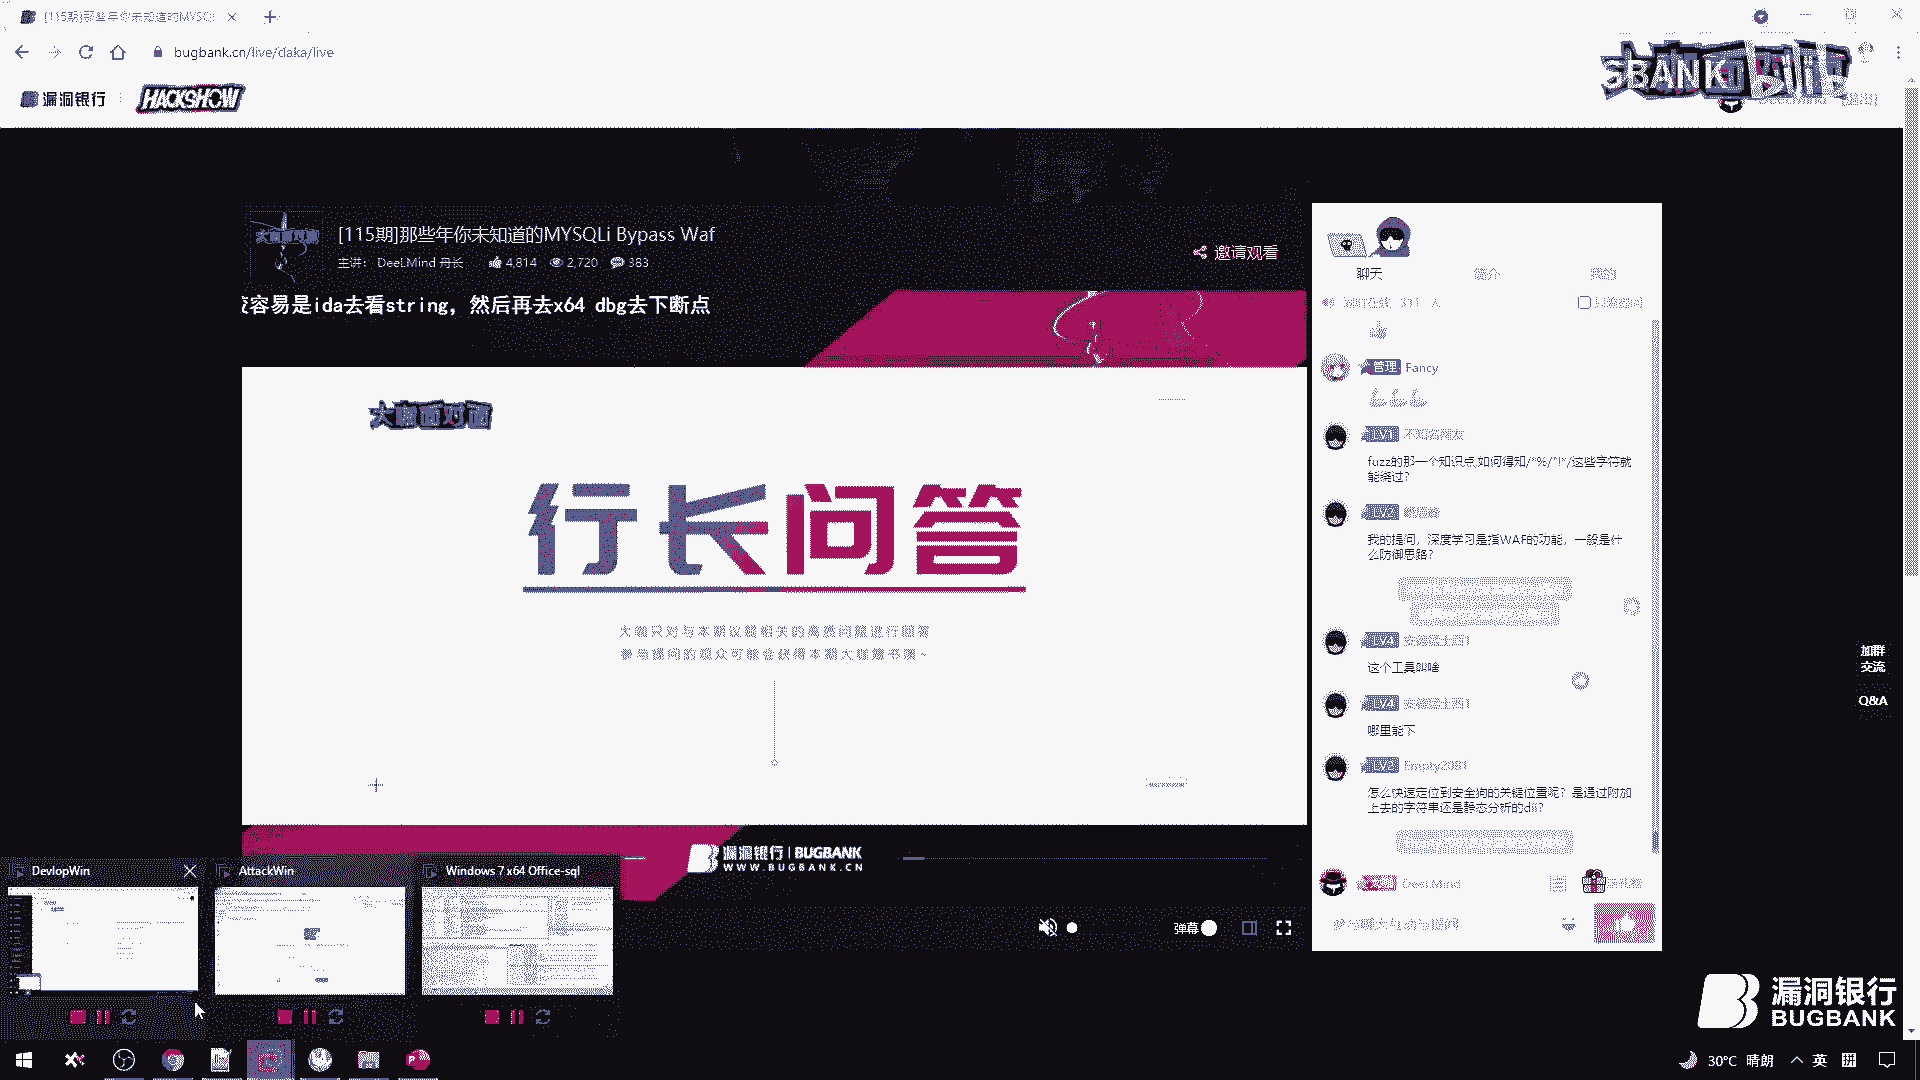 [115期]那些年你未知道的MYSQL
bugbank.cn/live/daka/live
漏洞银行
HACKSHOW
BANK
[115期]那些年你未知道的MYSQLi Bypass Waf
主讲: Deel.Mind 丹长 4,814 2,720 383
邀请观看
容易是ida去看string，然后再去x64 dbg去下断点
大咖面对面
行长问答
大咖只对与本期议题相关的高质问题进行回答
参与提问的观众可能会获得本期大咖赠书哦~
聊天 简介 我的
管理 Fancy
LV1 不知名网友
fuzz的那一个知识点,如何得知/*%/"!*/这些字符就
能绕过?
LV2
我的提问，深度学习是指WAF的功能，一般是什
么防御思路?
LV4
这个工具叫啥
LV4
哪里能下
LV2 Empty2081
怎么快速定位到安全狗的关键位置呢？是通过附加
上去的字符串还是静态分析的dll?
Deel.Mind
加群
交流
Q&A
漏洞银行 | BUGBANK
WWW.BUGBANK.CN
弹幕
DevlopWin
AttackWin
Windows 7 x64 Office-sql
漏洞银行
BUGBANK
30°C 晴朗 英